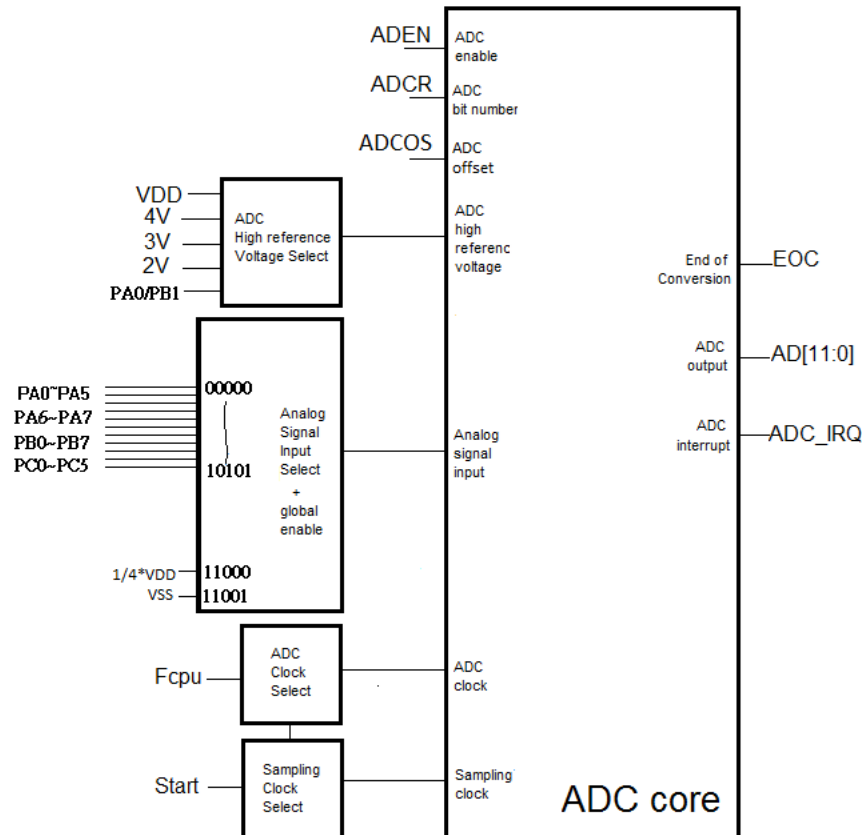 ADEN
ADC
enable
ADCR
ADC
bit number
ADCOS
ADC
offset
VDD
4V
3V
2V
PA0/PB1
ADC
High reference
Voltage Select
ADC
high
referenc
voltage
End of
Conversion
EOC
ADC
output
AD[11:0]
ADC
interrupt
ADC_IRQ
PA0~PA5
PA6~PA7
PB0~PB7
PC0~PC5
00000
10101
Analog
Signal
Input
Select
+
global
enable
Analog
signal
input
1/4*VDD
11000
VSS
11001
Fcpu
ADC
Clock
Select
ADC
clock
Start
Sampling
Clock
Select
Sampling
clock
ADC core